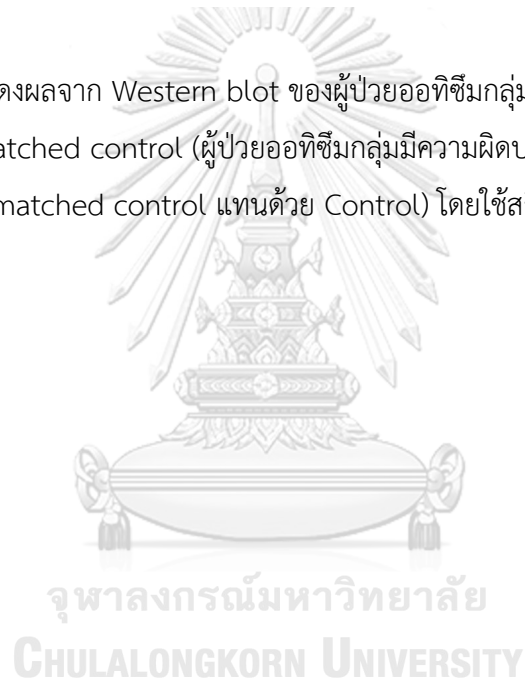 ดงผลจาก Western blot ของผู้ป่วยออทิซึมกลุ่ม
atched control (ผู้ป่วยออทิซึมกลุ่มมีความผิดป
matched control แทนด้วย Control) โดยใช้ส
จุฬาลงกรณ์มหาวิทยาลัย
CHULALONGKORN UNIVERSITY